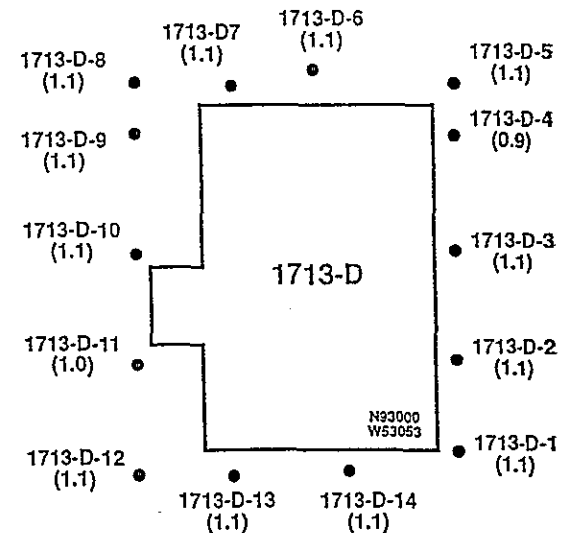 1713-D-6
(1.1)
1713-D7
(1.1)
1713-D-8
(1.1)
1713-D-5
(1.1)
1713-D-9
(1.1)
1713-D-4
(0.9)
1713-D-10
(1.1)
1713-D-3
(1.1)
1713-D
1713-D-11
(1.0)
1713-D-2
(1.1)
N93000
W53053
1713-D-12
(1.1)
1713-D-1
(1.1)
1713-D-13
(1.1)
1713-D-14
(1.1)